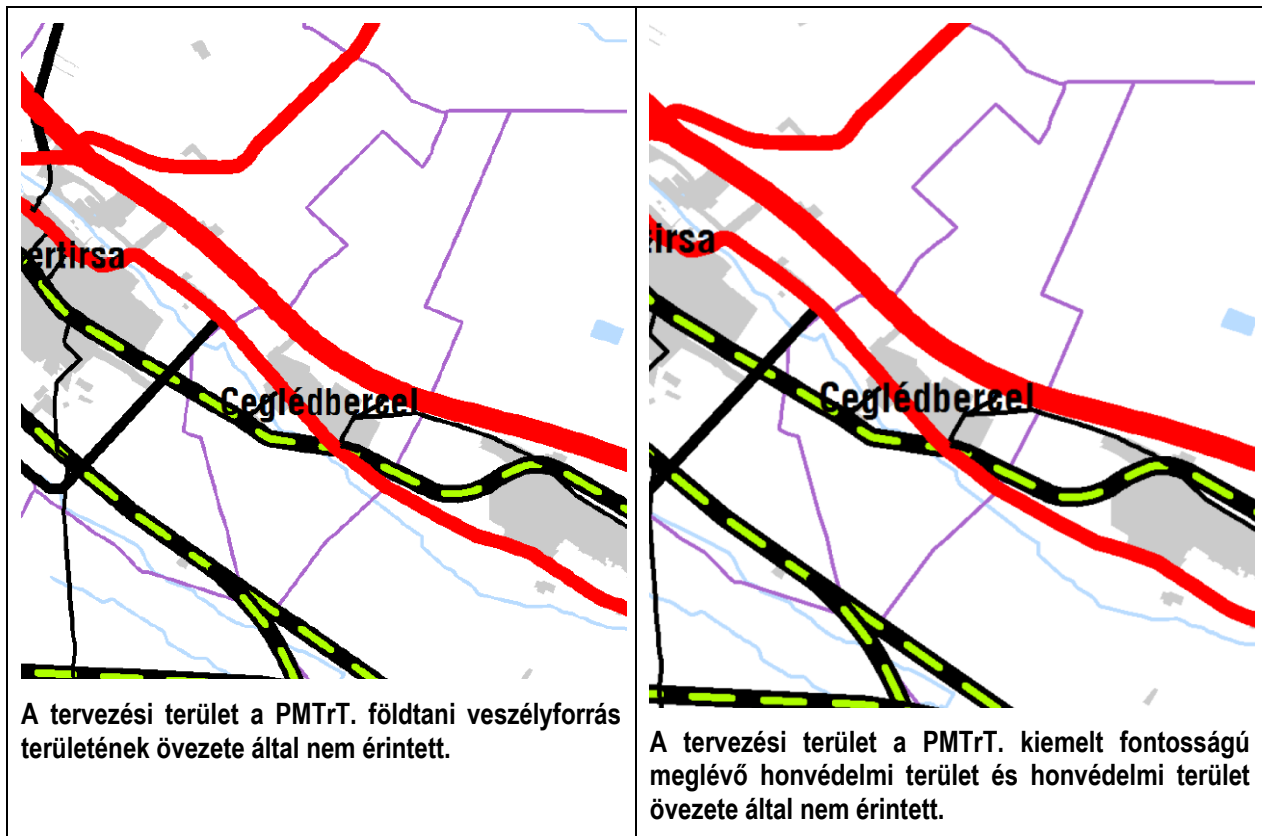 ertirsa
Ceglédbercel
A tervezési terület a PMTrT. földtani veszélyforrás
területének övezete által nem érintett.
tirsa
Ceglédbercel
A tervezési terület a PMTrT. kiemelt fontosságú
meglévő honvédelmi terület és honvédelmi terület
övezete által nem érintett.